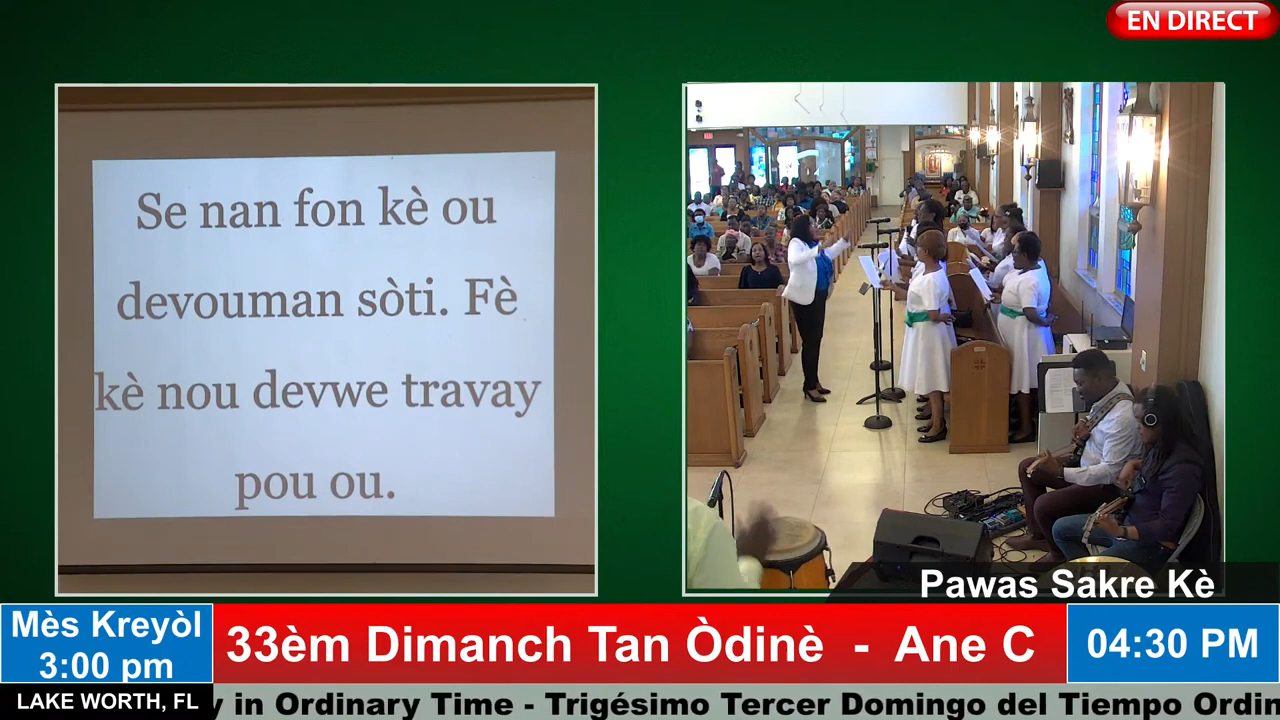 EN DIRECT
Se nan fon kè ou
devouman sòti. Fè
kè nou devwe travay
pou ou.
Pawas Sakre Kè
Mès Kreyòl
3:00 pm
33èm Dimanch Tan Òdinè - Ane C
04:30 PM
LAKE WORTH, FL
in Ordinary Time - Trigésimo Tercer Domingo del Tiempo